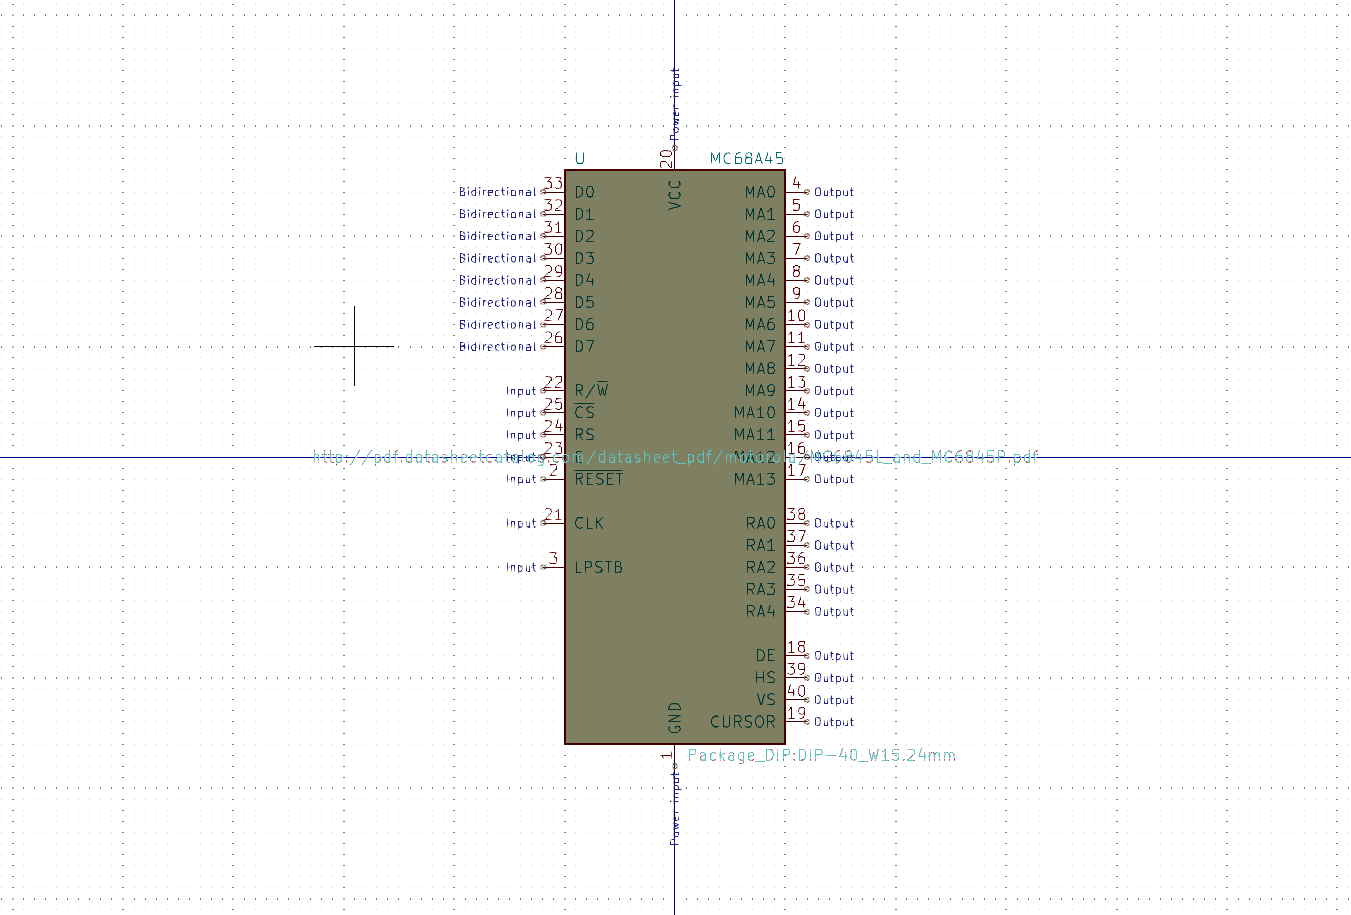 Power input
20
U MC68A45
VCC
Bidirectional 33 D0 MA0 4 Output
Bidirectional 32 D1 MA1 5 Output
Bidirectional 31 D2 MA2 6 Output
Bidirectional 30 D3 MA3 7 Output
Bidirectional 29 D4 MA4 8 Output
Bidirectional 28 D5 MA5 9 Output
Bidirectional 27 D6 MA6 10 Output
Bidirectional 26 D7 MA7 11 Output
MA8 12 Output
Input 22 R/W̅ MA9 13 Output
Input 25 C̅S̅ MA10 14 Output
Input 24 RS MA11 15 Output
Input 23 E MA12 16 Output
http://pdf.datasheetcatalog.com/datasheet_pdf/motorola/MC6845L_and_MC6845P.pdf
Input 2 R̅E̅S̅E̅T̅ MA13 17 Output
Input 21 CLK RA0 38 Output
RA1 37 Output
Input 3 LPSTB RA2 36 Output
RA3 35 Output
RA4 34 Output
DE 18 Output
HS 39 Output
VS 40 Output
GND CURSOR 19 Output
1 Package_DIP:DIP-40_W15.24mm
Power input